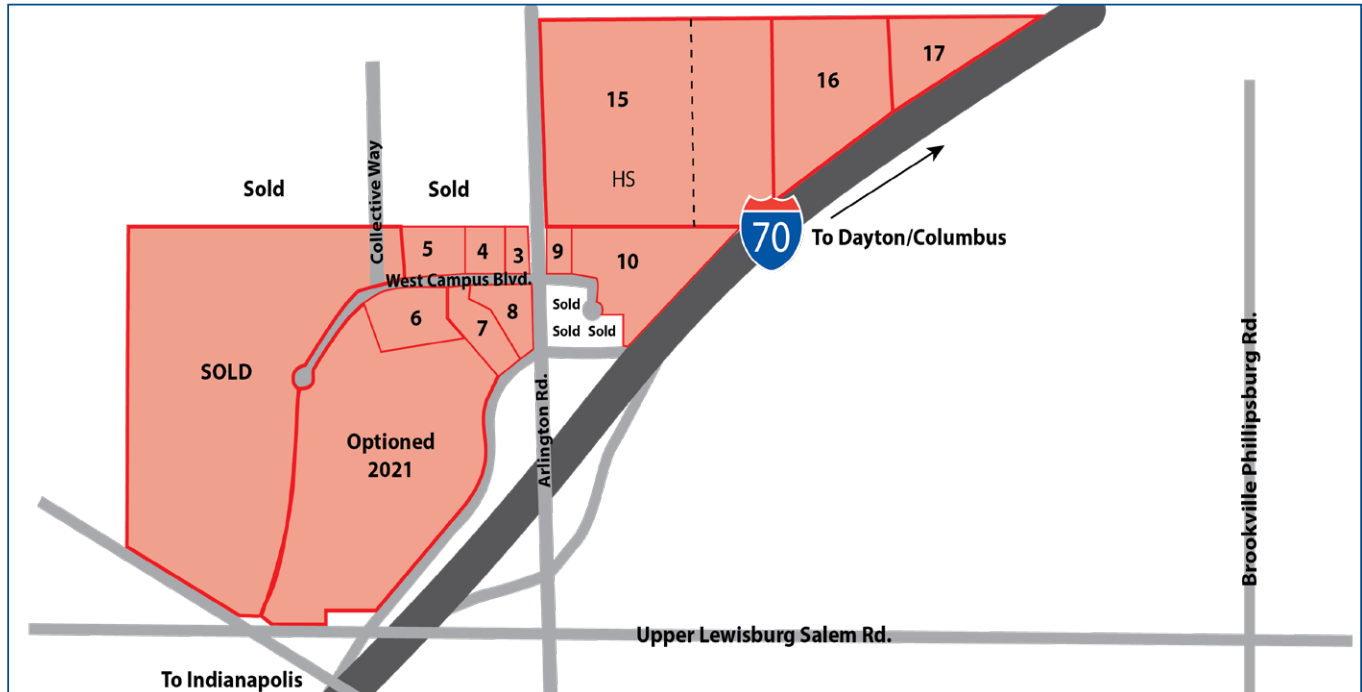 17
16
15
HS
Sold
Collective Way
Sold
70
To Dayton/Columbus
5
4
3
9
10
West Campus Blvd.
Sold
Sold Sold
6
7
8
SOLD
Optioned
2021
Arlington Rd.
Brookville Phillipsburg Rd.
Upper Lewisburg Salem Rd.
To Indianapolis